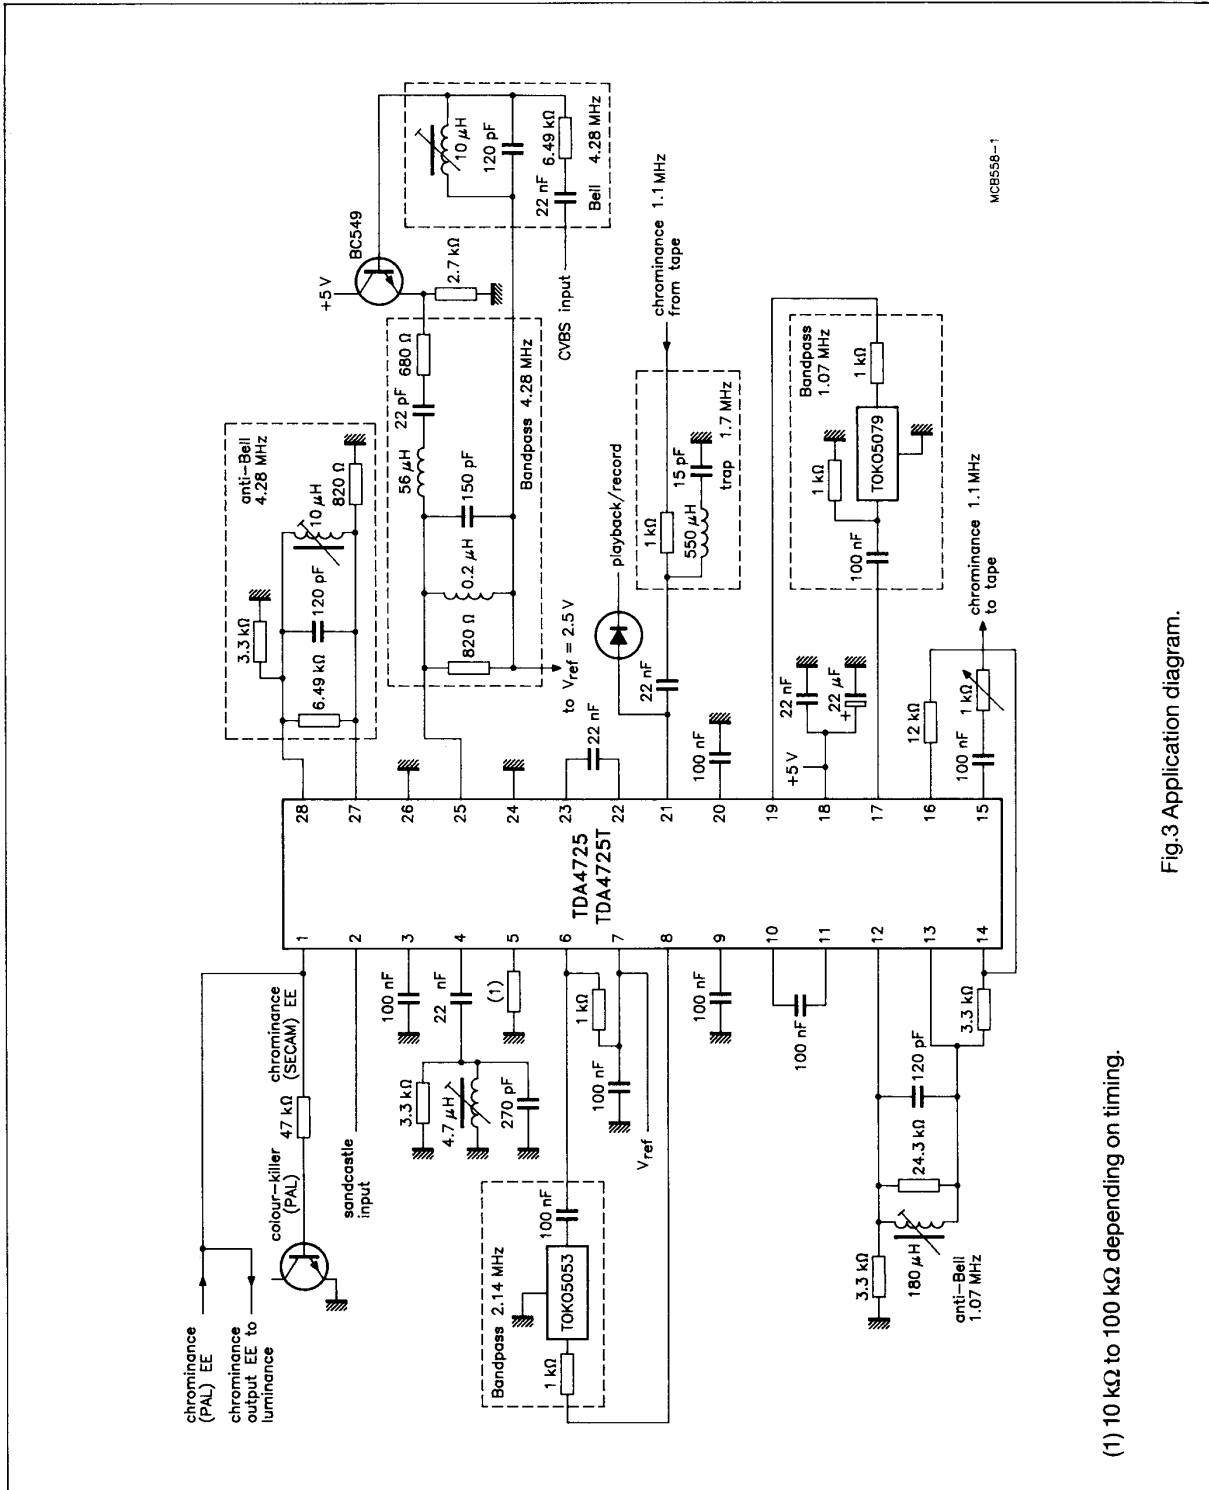 anti-Bell
4.28 MHz
3.3 kΩ
120 pF
10 μH
6.49 kΩ
820 Ω
+5 V
BC549
2.7 kΩ
680 Ω
22 pF
56 μH
150 pF
0.2 μH
820 Ω
Bandpass 4.28 MHz
to Vref = 2.5 V
10 μH
120 pF
6.49 kΩ
22 nF
Bell
4.28 MHz
CVBS input
playback/record
chrominance 1.1 MHz
from tape
1 kΩ
15 pF
550 μH
trap
1.7 MHz
22 nF
22 nF
100 nF
+5 V
22 nF
22 μF
+
Bandpass
1.07 MHz
1 kΩ
1 kΩ
TOKO5079
100 nF
12 kΩ
1 kΩ
100 nF
chrominance 1.1 MHz
to tape
28
27
26
25
24
23
22
21
20
19
18
17
16
15
TDA4725
TDA4725T
1
2
3
4
5
6
7
8
9
10
11
12
13
14
chrominance
(PAL) EE
chrominance
output EE to
luminance
colour-killer
(PAL)
47 kΩ
chrominance
(SECAM) EE
sandcastle
input
100 nF
22 nF
3.3 kΩ
4.7 μH
270 pF
(1)
1 kΩ
100 nF
Vref
Bandpass 2.14 MHz
100 nF
TOKO5053
1 kΩ
100 nF
100 nF
3.3 kΩ
120 pF
24.3 kΩ
180 μH
3.3 kΩ
anti-Bell
1.07 MHz
MCB558-1
(1) 10 kΩ to 100 kΩ depending on timing.
Fig.3 Application diagram.